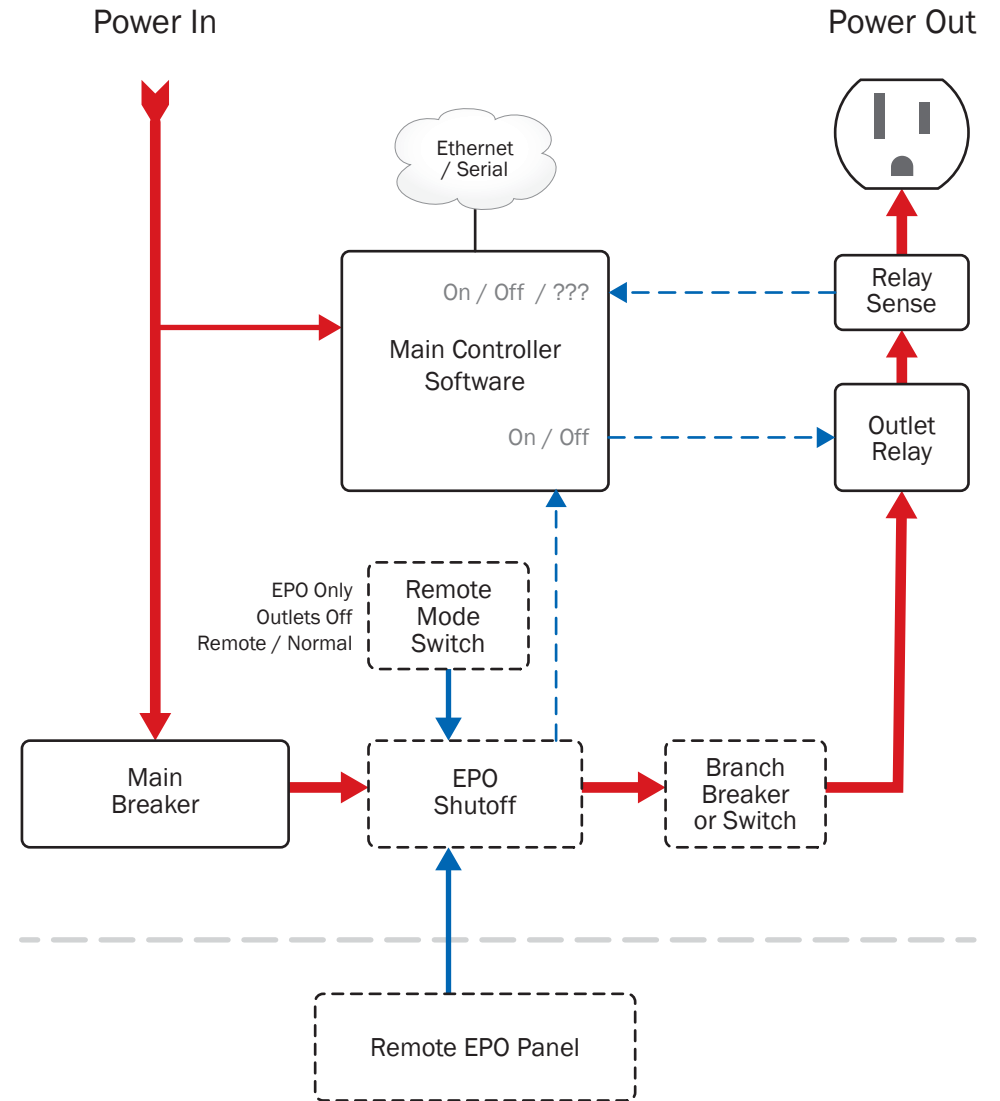 Power In
Power Out
Ethernet
/ Serial
On / Off / ???
Main Controller
Software
On / Off
Relay
Sense
Outlet
Relay
EPO Only
Outlets Off
Remote / Normal
Remote
Mode
Switch
Main
Breaker
EPO
Shutoff
Branch
Breaker
or Switch
Remote EPO Panel